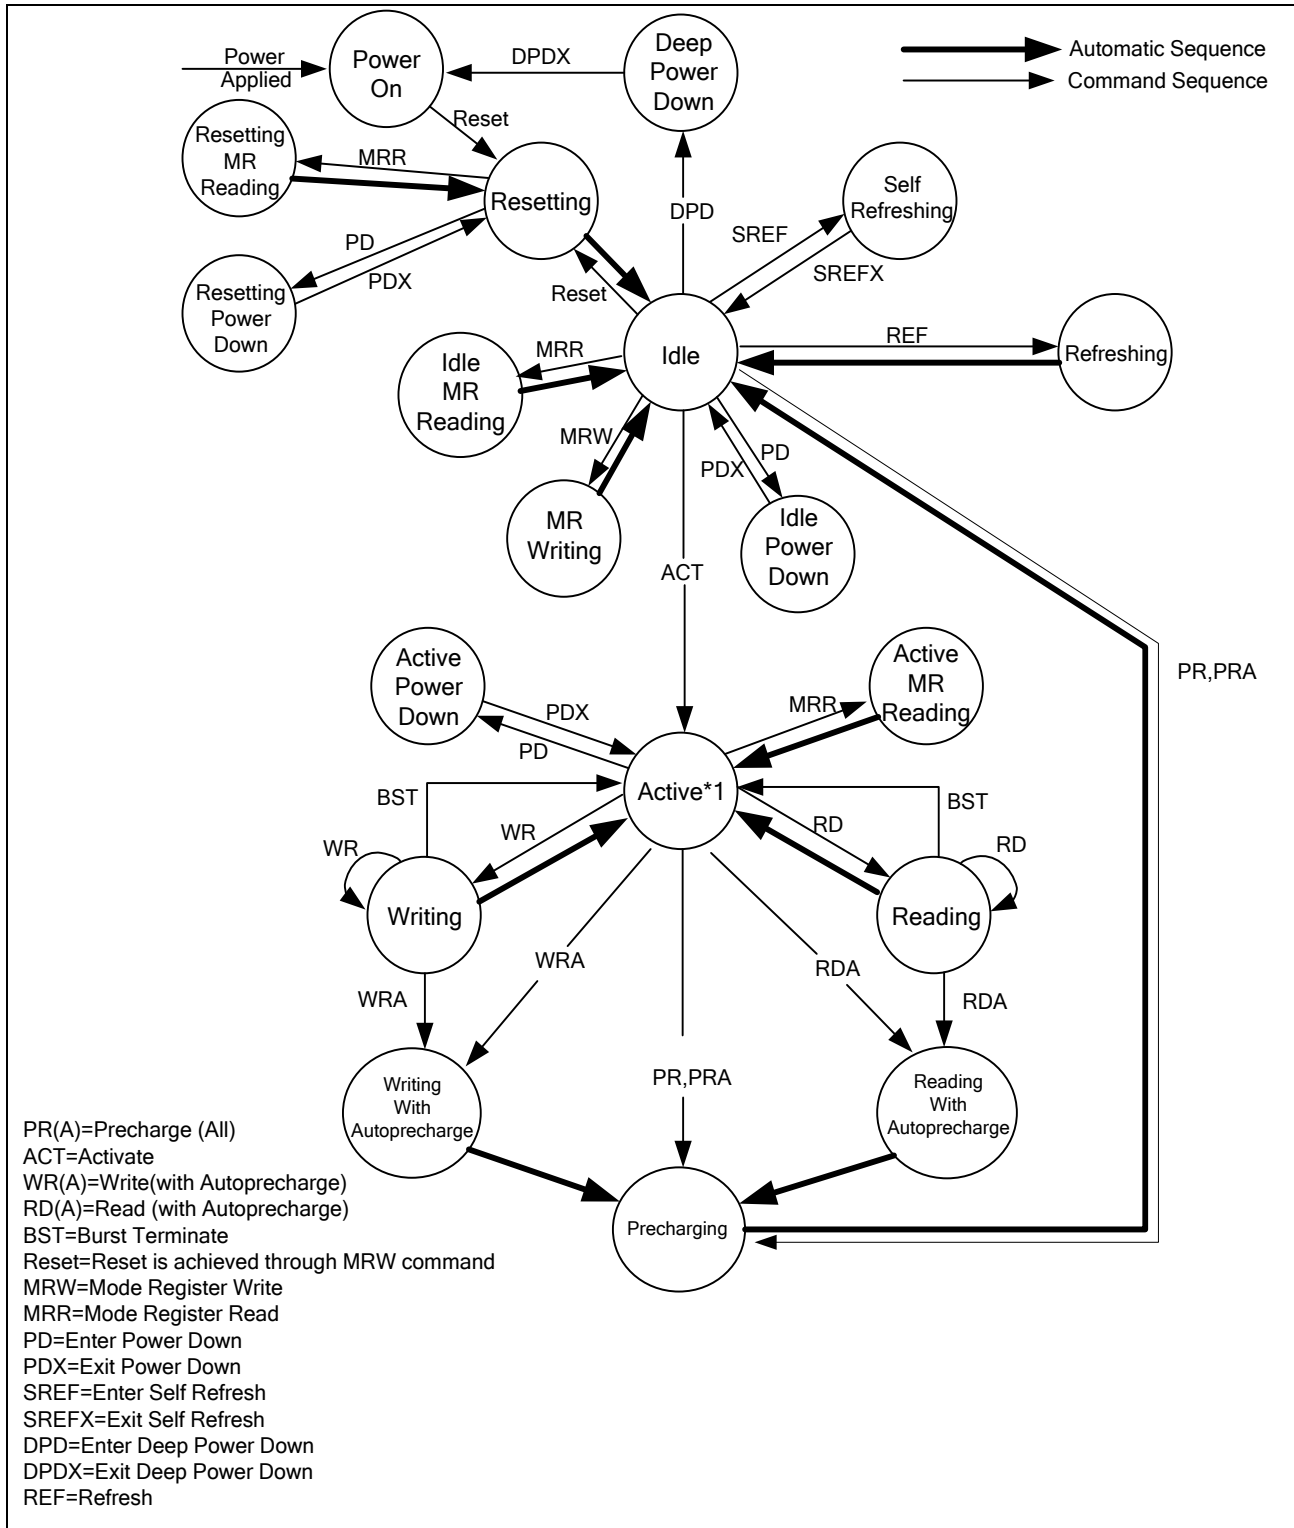 Power
Applied
Power
On
DPDX
Deep
Power
Down
Automatic Sequence
Command Sequence
Reset
Resetting
MR
Reading
MRR
Resetting
DPD
Self
Refreshing
SREF
SREFX
PD
PDX
Resetting
Power
Down
Reset
Idle
REF
Refreshing
Idle
MR
Reading
MRR
MRW
MR
Writing
PD
PDX
Idle
Power
Down
ACT
Active
Power
Down
PDX
PD
Active
MR
Reading
MRR
PR,PRA
Active*1
BST
BST
WR
RD
WR
RD
Writing
Reading
WRA
RDA
WRA
RDA
Writing
With
Autoprecharge
PR,PRA
Reading
With
Autoprecharge
Precharging
PR(A)=Precharge (All)
ACT=Activate
WR(A)=Write(with Autoprecharge)
RD(A)=Read (with Autoprecharge)
BST=Burst Terminate
Reset=Reset is achieved through MRW command
MRW=Mode Register Write
MRR=Mode Register Read
PD=Enter Power Down
PDX=Exit Power Down
SREF=Enter Self Refresh
SREFX=Exit Self Refresh
DPD=Enter Deep Power Down
DPDX=Exit Deep Power Down
REF=Refresh